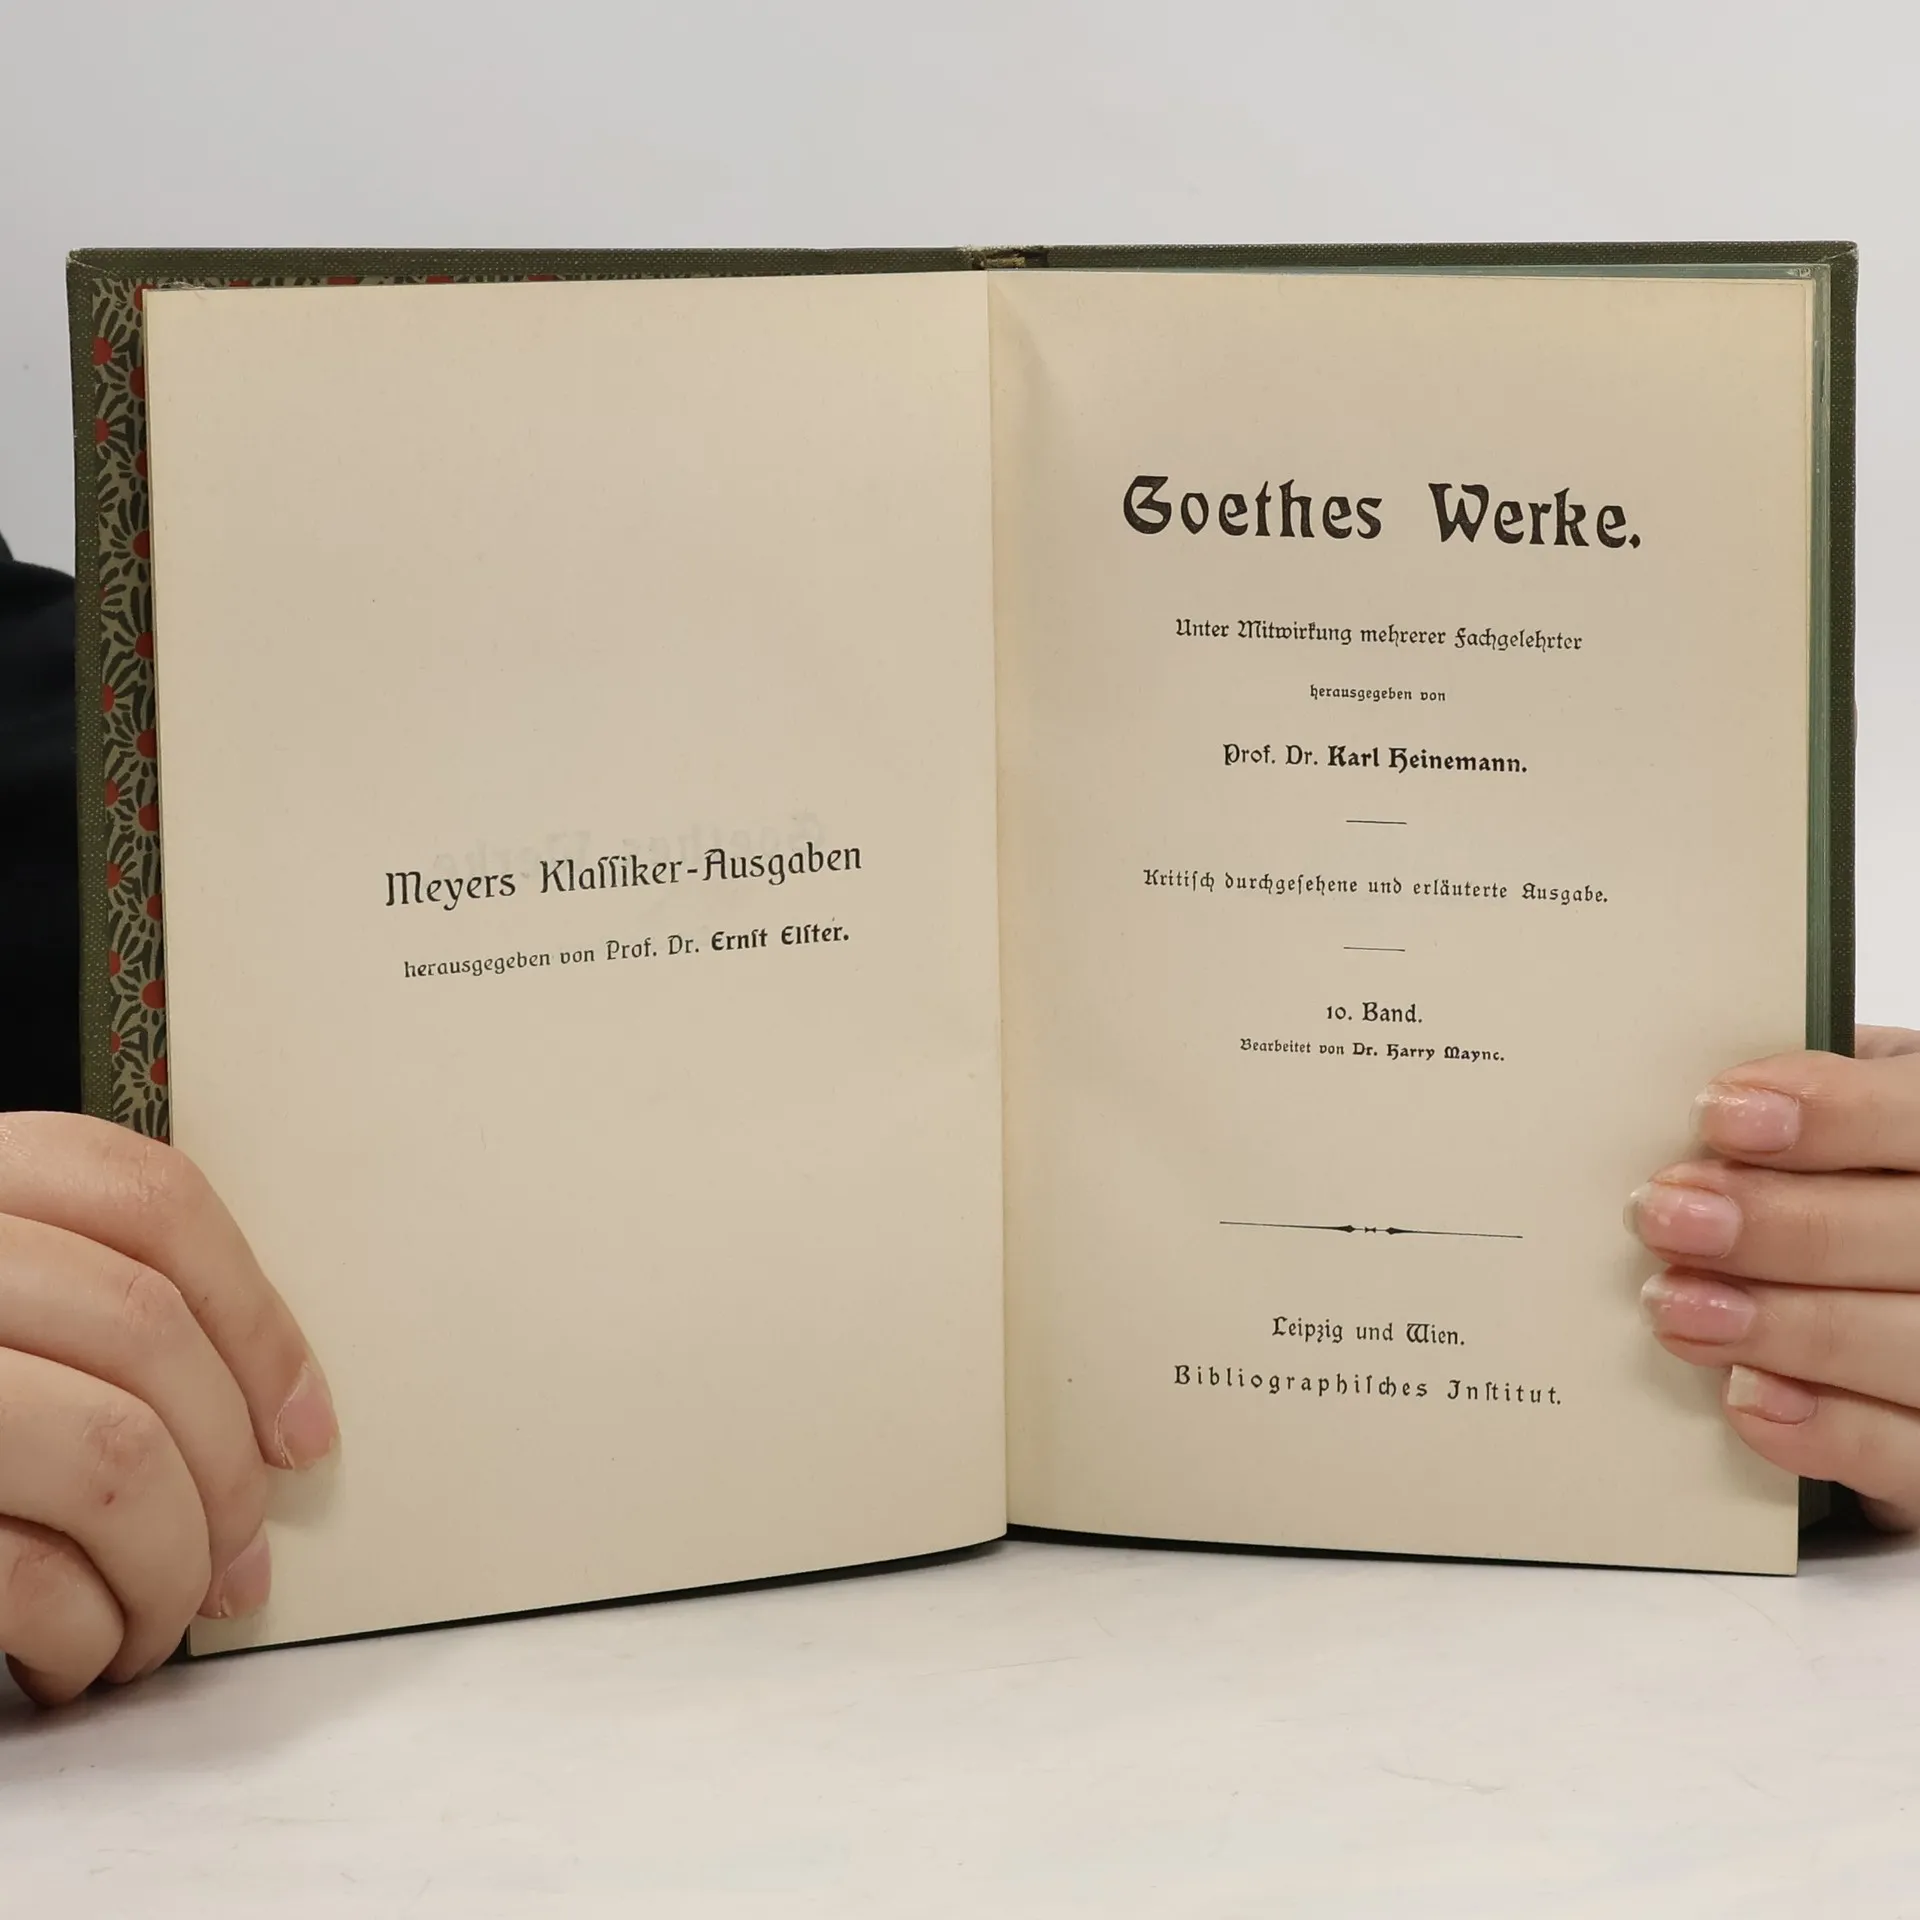 Meyers Klaſſiker-Ausgaben
herausgegeben von Prof. Dr. Ernſt Elſter.
Goethes Werke.
Unter Mitwirkung mehrerer Fachgelehrter
herausgegeben von
Prof. Dr. Karl Heinemann.
Kritiſch durchgeſehene und erläuterte Ausgabe.
10. Band.
Bearbeitet von Dr. Harry Maync.
Leipzig und Wien.
Bibliographiſches Inſtitut.